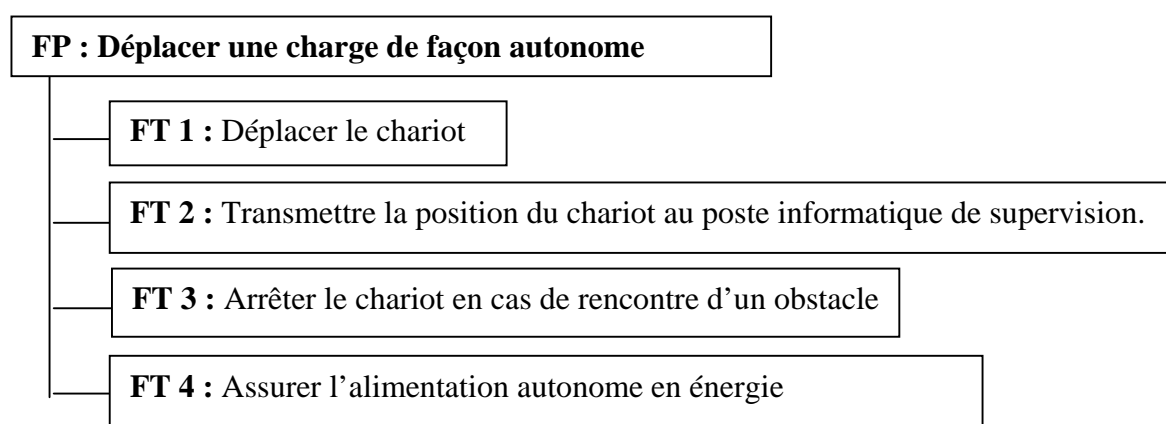 FP : Déplacer une charge de façon autonome
FT 1 : Déplacer le chariot
FT 2 : Transmettre la position du chariot au poste informatique de supervision.
FT 3 : Arrêter le chariot en cas de rencontre d’un obstacle
FT 4 : Assurer l’alimentation autonome en énergie